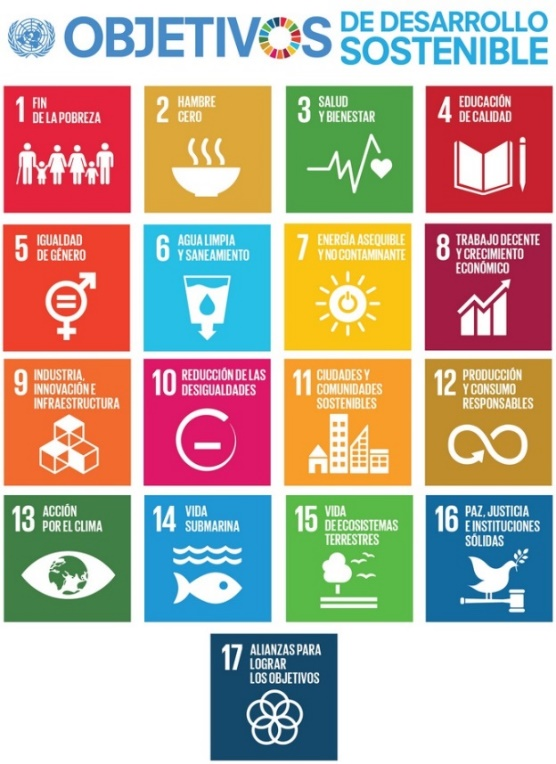 OBJETIVOS DE DESARROLLO
SOSTENIBLE
1 FIN
DE LA POBREZA
2 HAMBRE
CERO
3 SALUD
Y BIENESTAR
4 EDUCACIÓN
DE CALIDAD
5 IGUALDAD
DE GÉNERO
6 AGUA LIMPIA
Y SANEAMIENTO
7 ENERGÍA ASEQUIBLE
Y NO CONTAMINANTE
8 TRABAJO DECENTE
Y CRECIMIENTO
ECONÓMICO
9 INDUSTRIA,
INNOVACIÓN E
INFRAESTRUCTURA
10 REDUCCIÓN DE LAS
DESIGUALDADES
11 CIUDADES Y
COMUNIDADES
SOSTENIBLES
12 PRODUCCIÓN
Y CONSUMO
RESPONSABLES
13 ACCIÓN
POR EL CLIMA
14 VIDA
SUBMARINA
15 VIDA
DE ECOSISTEMAS
TERRESTRES
16 PAZ, JUSTICIA
E INSTITUCIONES
SÓLIDAS
17 ALIANZAS PARA
LOGRAR
LOS OBJETIVOS